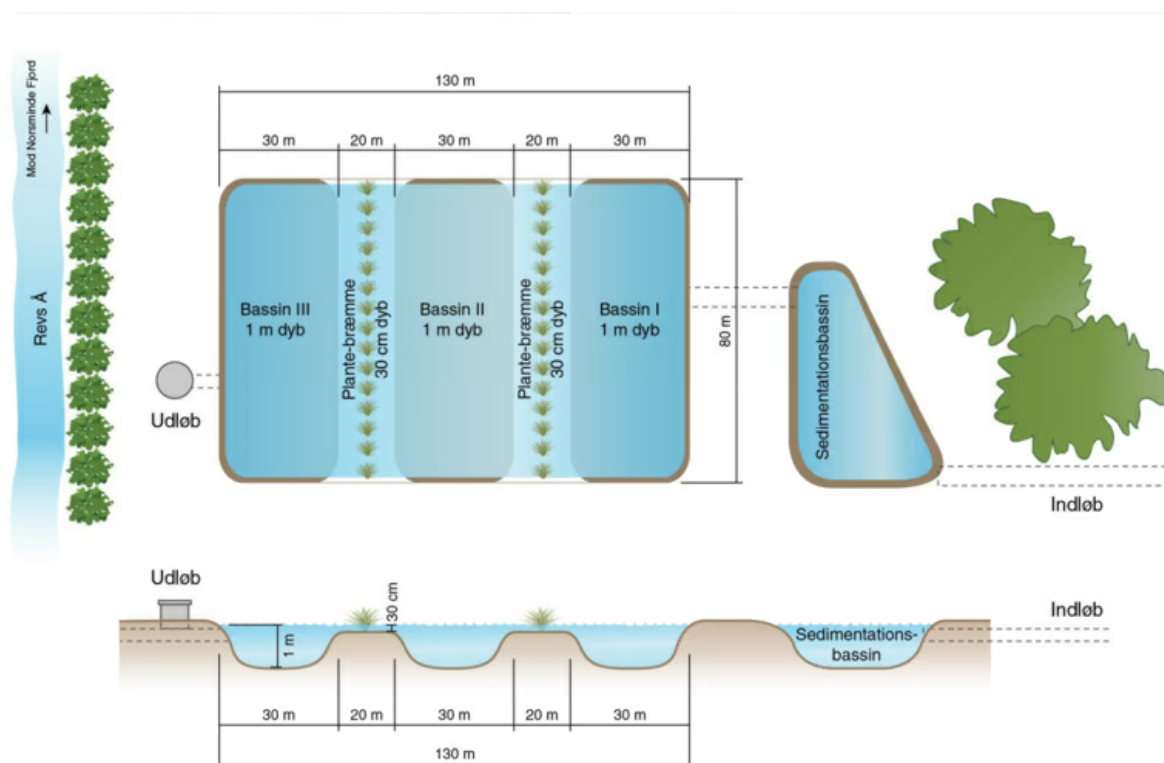 Mod Norsminde Fjord
Revs Å
130 m
30 m
20 m
30 m
20 m
30 m
Bassin III
1 m dyb
Plante-bræmme
30 cm dyb
Bassin II
1 m dyb
Plante-bræmme
30 cm dyb
Bassin I
1 m dyb
80 m
Sedimentationsbassin
Udløb
Indløb
Udløb
30 cm
1 m
Sedimentations-
bassin
Indløb
30 m
20 m
30 m
20 m
30 m
130 m